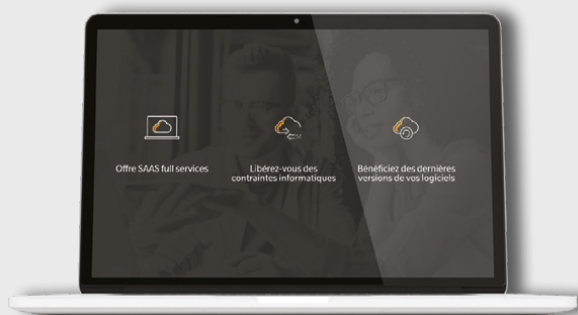 Offre SAAS full services
Libérez-vous des
contraintes informatiques
Bénéficiez des dernières
versions de vos logiciels